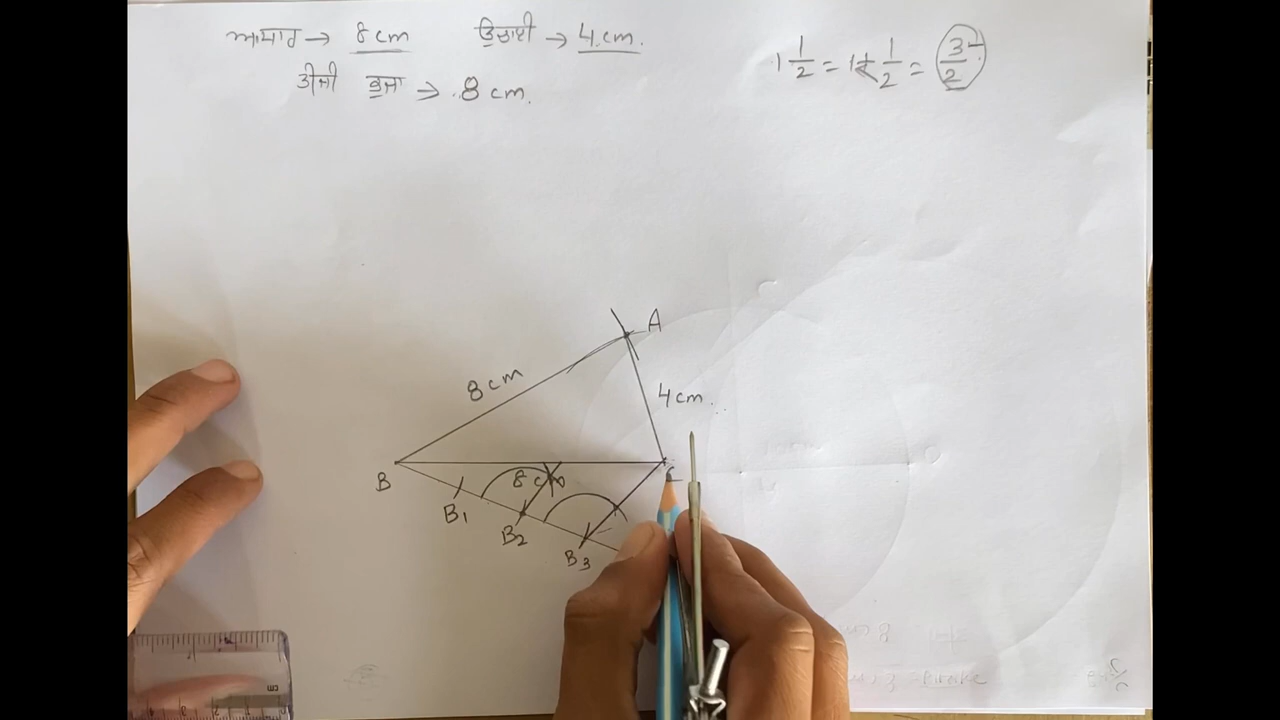 ਆਧਾਰ → 8 cm ਉਚਾਈ → 4 cm.
ਤੀਜੀ ਭੁਜਾ → 8 cm.
1 1/2 = 1 + 1/2 = 3/2
A
8 cm
4 cm.
B
C
8 cm
B1
B2
B3